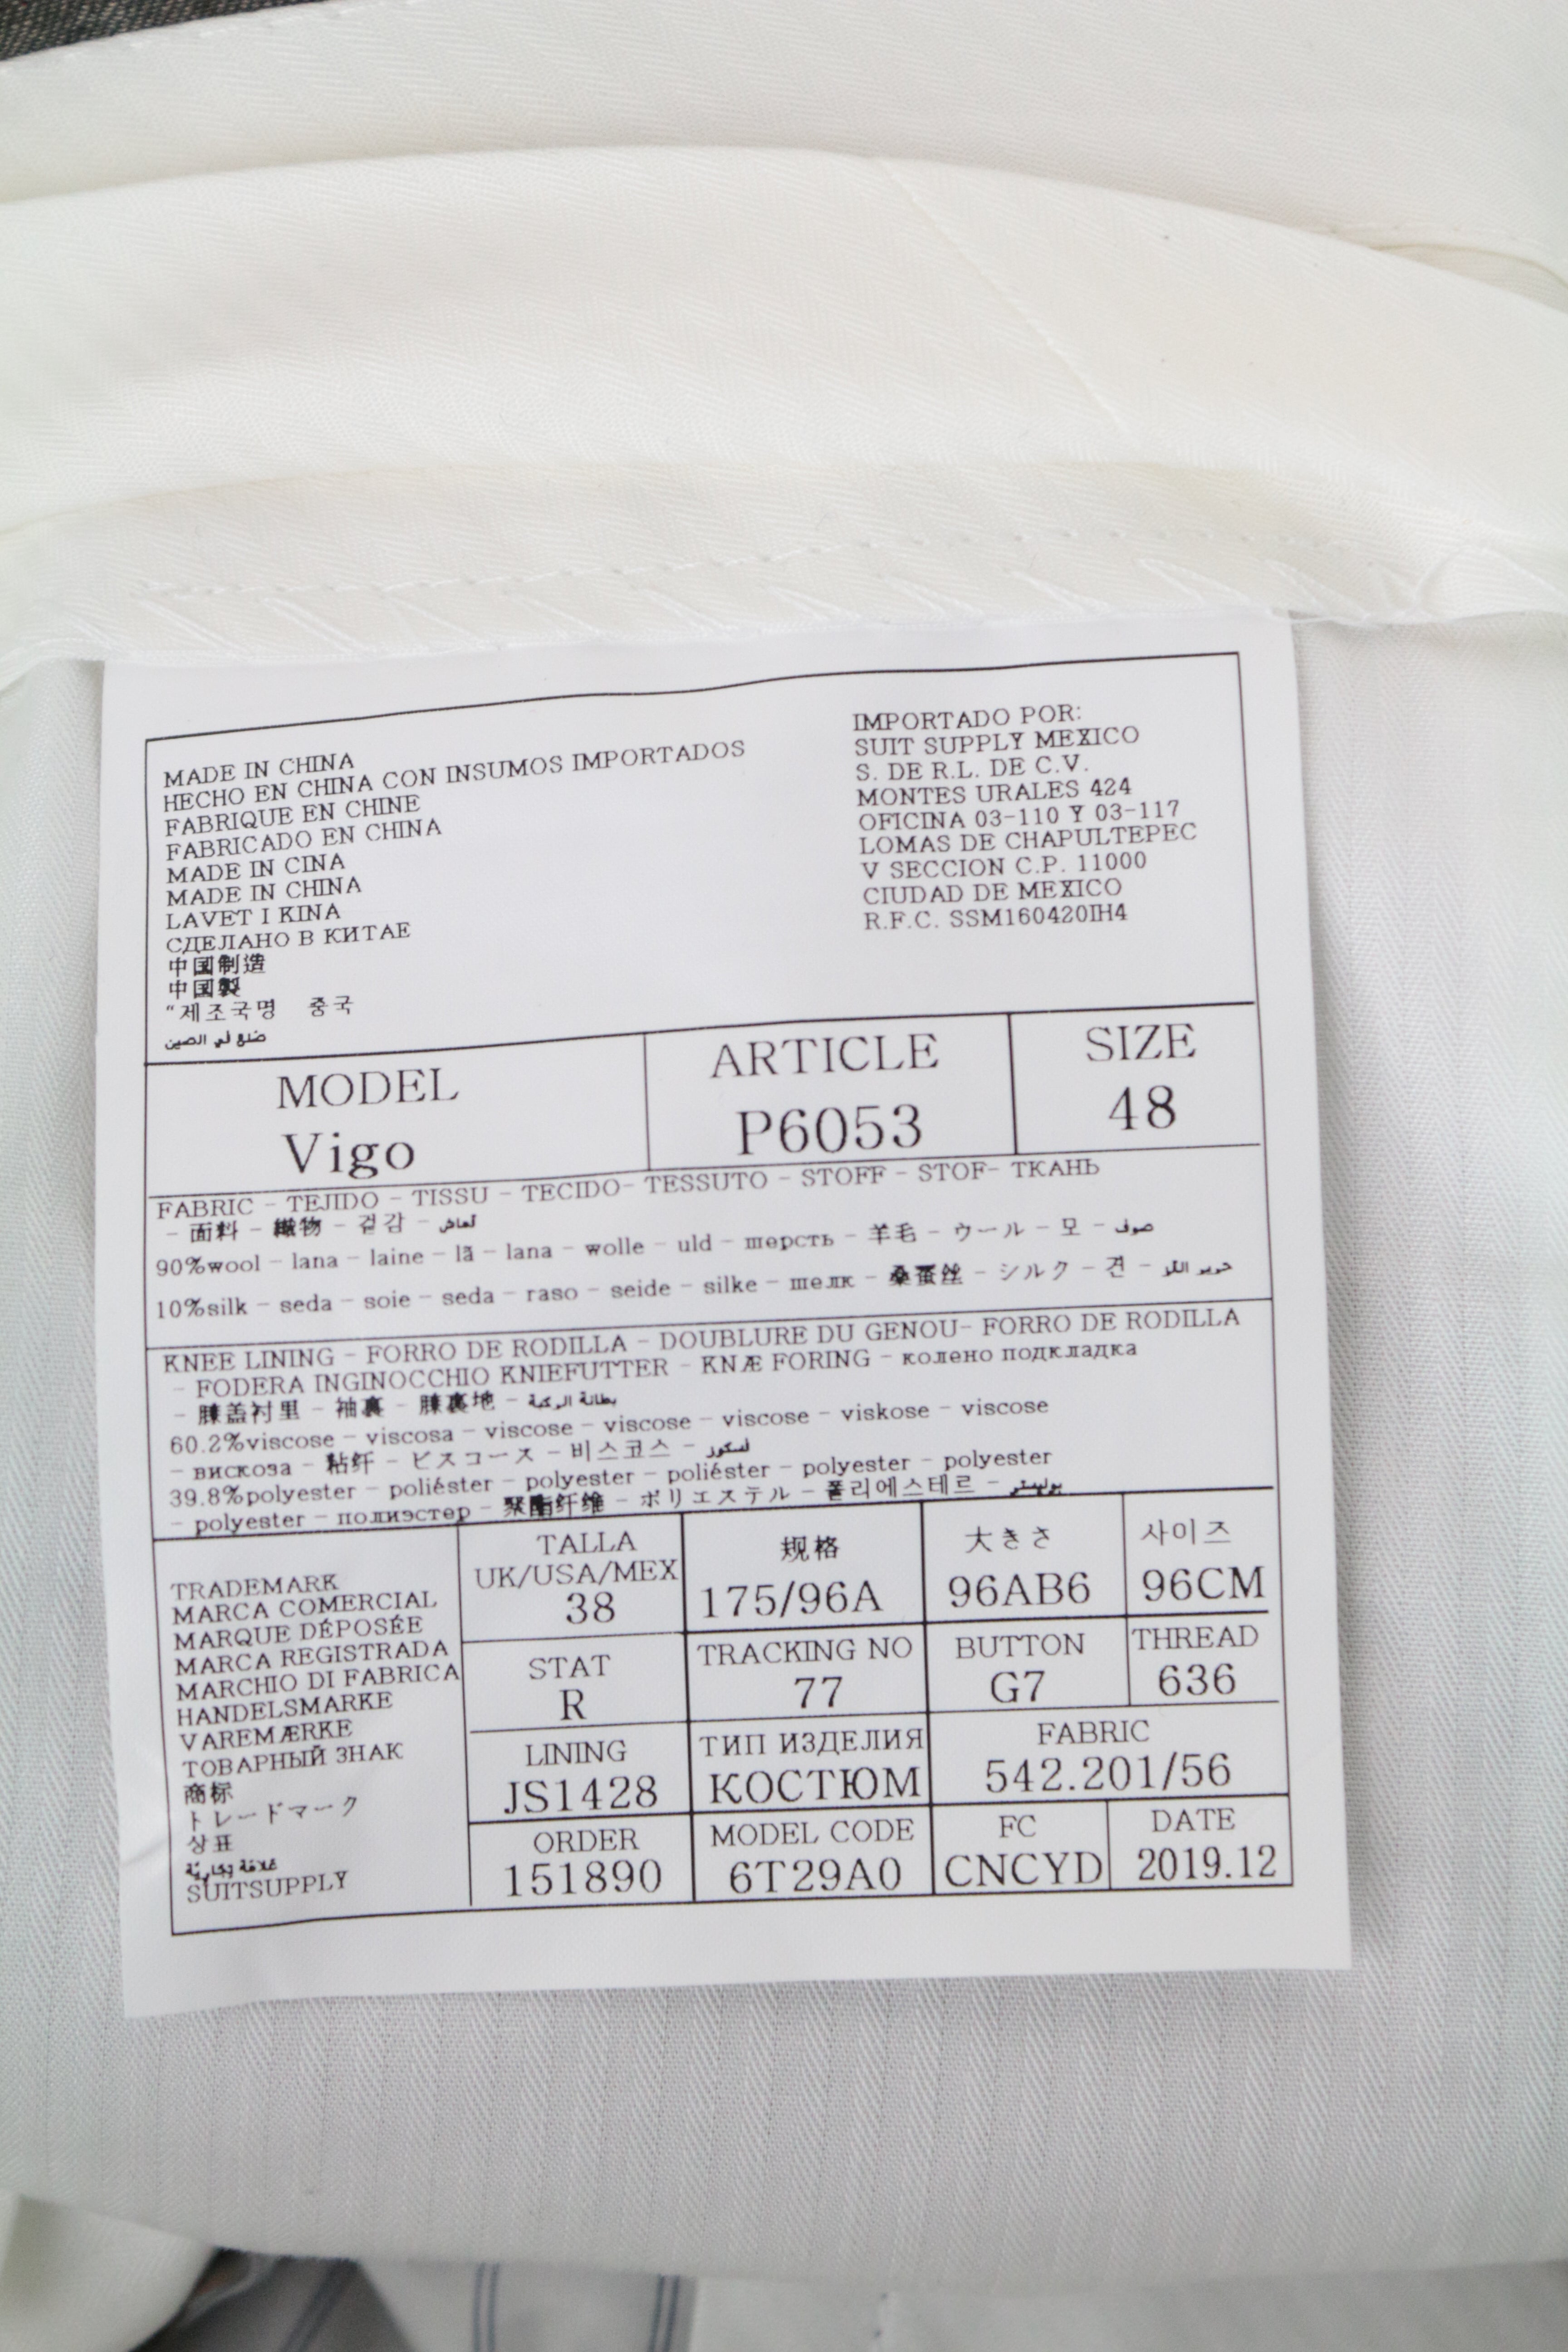 MADE IN CHINA
HECHO EN CHINA CON INSUMOS IMPORTADOS
FABRIQUE EN CHINE
FABRICADO EN CHINA
MADE IN CINA
MADE IN CHINA
LAVET I KINA
СДЕЛАНО В КИТАЕ
中国制造
中国製
“제조국명 중국
صنع في الصين
IMPORTADO POR:
SUIT SUPPLY MEXICO
S. DE R.L. DE C.V.
MONTES URALES 424
OFICINA 03-110 Y 03-117
LOMAS DE CHAPULTEPEC
V SECCION C.P. 11000
CIUDAD DE MEXICO
R.F.C. SSM160420IH4
MODEL
Vigo
ARTICLE
P6053
SIZE
48
FABRIC - TEJIDO - TISSU - TECIDO- TESSUTO - STOFF - STOF- ТКАНЬ
- 面料 - 織物 - 겉감 -
90%wool - lana - laine - lã - lana - wolle - uld - шерсть - 羊毛 - ウール - 모 - صوف
10%silk - seda - soie - seda - raso - seide - silke - шелк - 桑蚕丝 - シルク - 견 -
KNEE LINING - FORRO DE RODILLA - DOUBLURE DU GENOU- FORRO DE RODILLA
- FODERA INGINOCCHIO KNIEFUTTER - KNÆ FORING - колено подкладка
- 膝盖衬里 - 袖裏 - 膝裏地 - بطانة الركبة
60.2%viscose - viscosa - viscose - viscose - viskose - viscose
- вискоза - 粘纤 - ビスコース - 비스코스 -
39.8%polyester - poliéster - polyester - poliéster - polyester - polyester
- polyester - полиэстер - 聚酯纤维 - ポリエステル - 폴리에스테르 -
TRADEMARK
MARCA COMERCIAL
MARQUE DÉPOSÉE
MARCA REGISTRADA
MARCHIO DI FABRICA
HANDELSMARKE
VAREMÆRKE
ТОВАРНЫЙ ЗНАК
商标
トレードマーク
상표
علامة تجارية
SUITSUPPLY
TALLA
UK/USA/MEX
38
规格
175/96A
大きさ
96AB6
사이즈
96CM
STAT
R
TRACKING NO
77
BUTTON
G7
THREAD
636
LINING
JS1428
ТИП ИЗДЕЛИЯ
КОСТЮМ
FABRIC
542.201/56
ORDER
151890
MODEL CODE
6T29A0
FC
CNCYD
DATE
2019.12